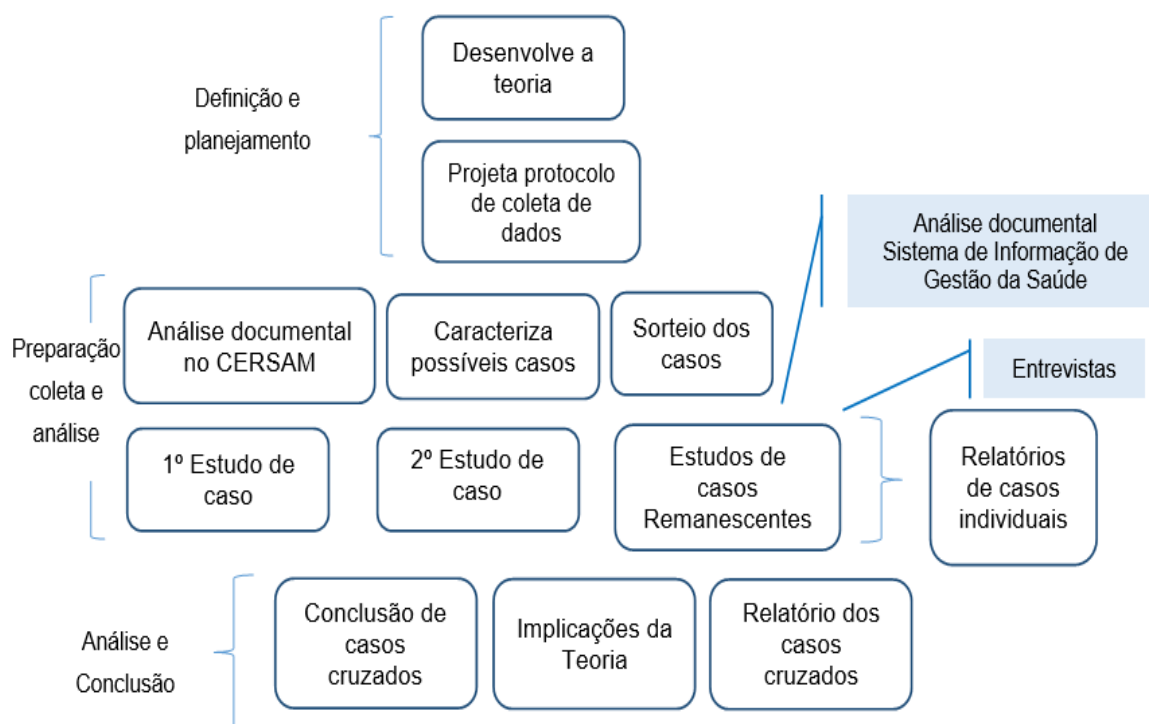 Definição e
planejamento
Desenvolve a
teoria
Projeta protocolo
de coleta de
dados
Análise documental
Sistema de Informação de
Gestão da Saúde
Preparação
coleta e
análise
Análise documental
no CERSAM
Caracteriza
possíveis casos
Sorteio dos
casos
Entrevistas
1º Estudo de
caso
2º Estudo de
caso
Estudos de
casos
Remanescentes
Relatórios
de casos
individuais
Análise e
Conclusão
Conclusão de
casos
cruzados
Implicações da
Teoria
Relatório dos
casos
cruzados